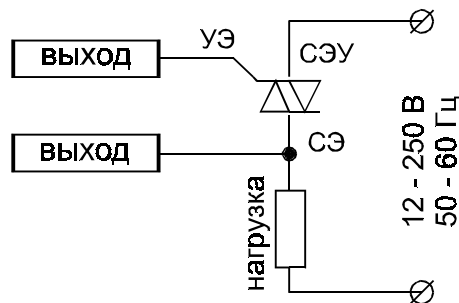 УЭ
СЭУ
ВЫХОД
ВЫХОД
СЭ
нагрузка
12 - 250 В
50 - 60 Гц